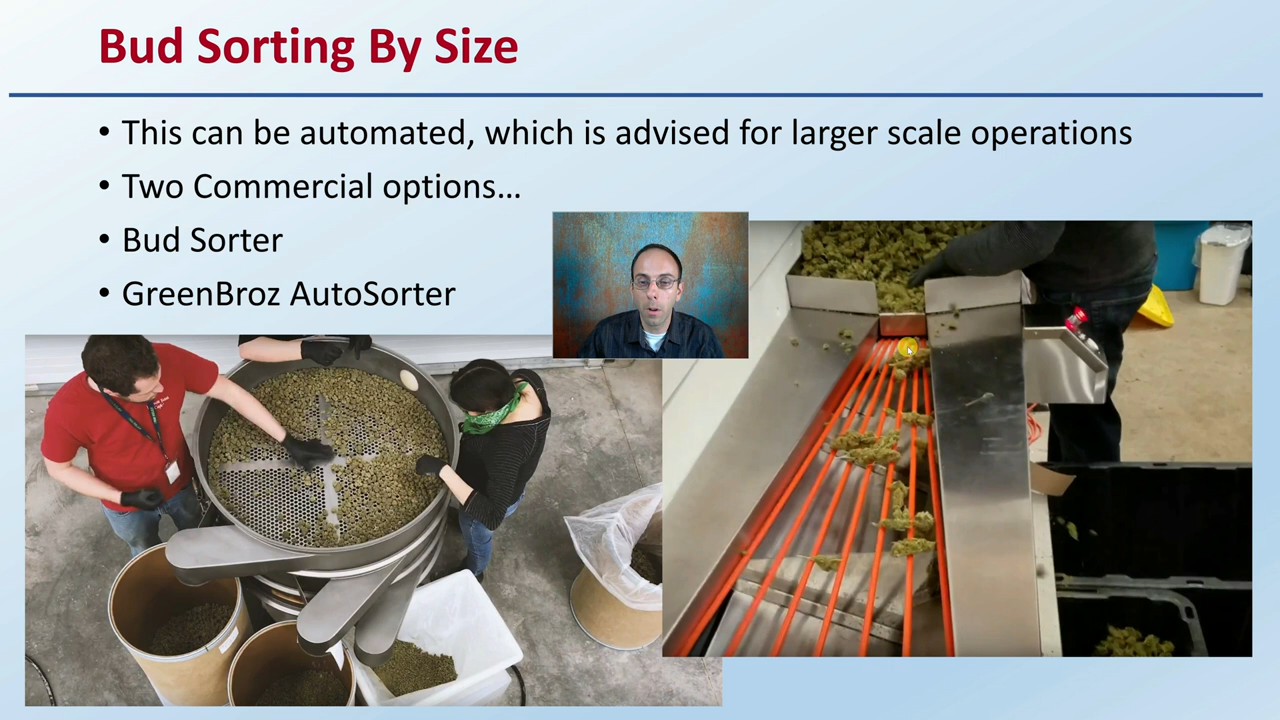 Bud Sorting By Size
• This can be automated, which is advised for larger scale operations
• Two Commercial options…
• Bud Sorter
• GreenBroz AutoSorter